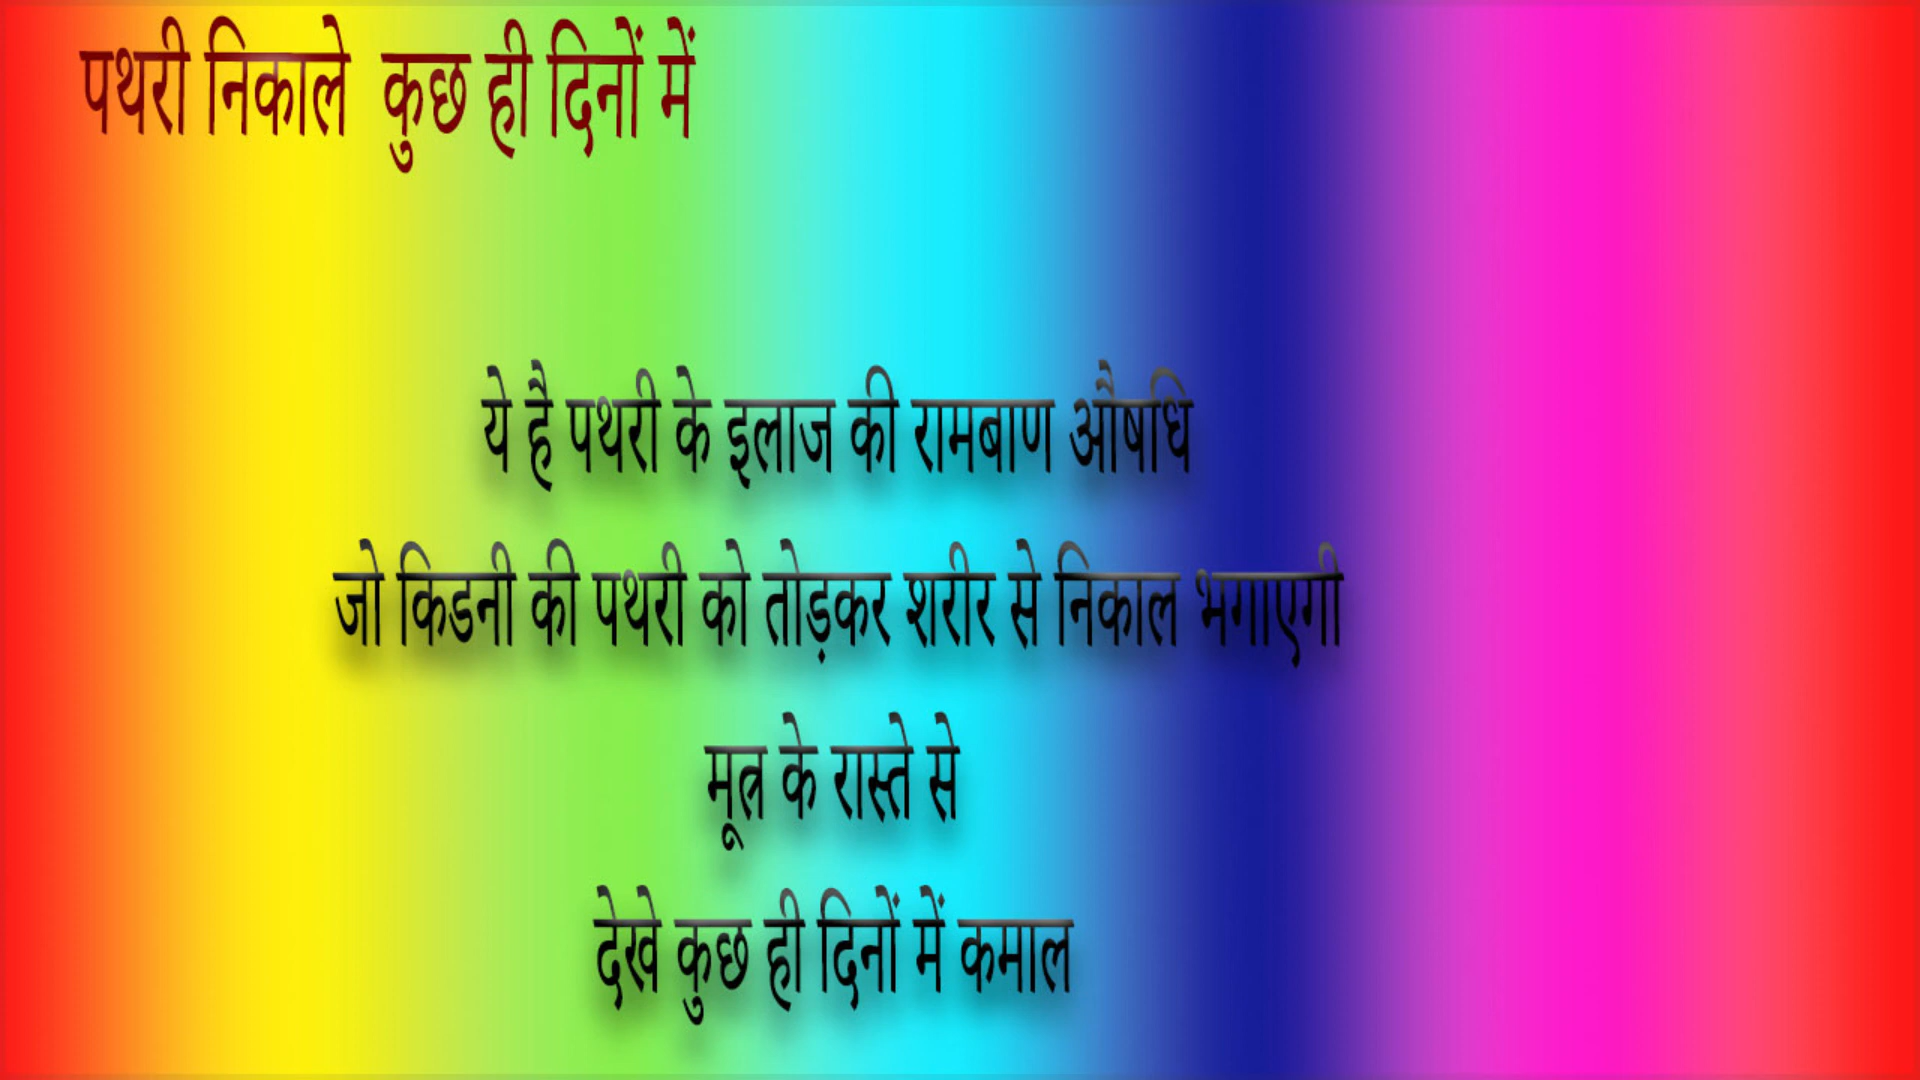 पथरी निकाले कुछ ही दिनों में
ये है पथरी के इलाज की रामबाण औषधि
जो किडनी की पथरी को तोड़कर शरीर से निकाल भगाएगी
मूत्र के रास्ते से
देखे कुछ ही दिनों में कमाल